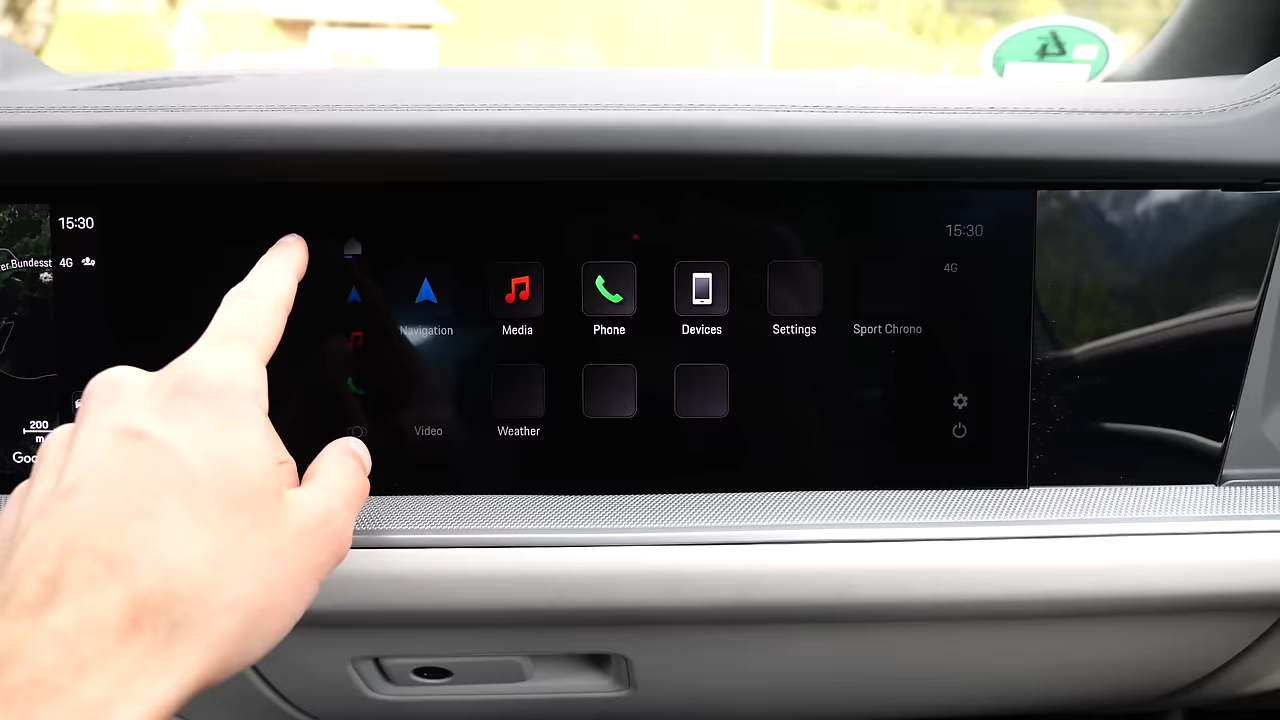 15:30
4G
er Bundesst
200
m
Goo
15:30
4G
Navigation
Media
Phone
Devices
Settings
Sport Chrono
Video
Weather
4